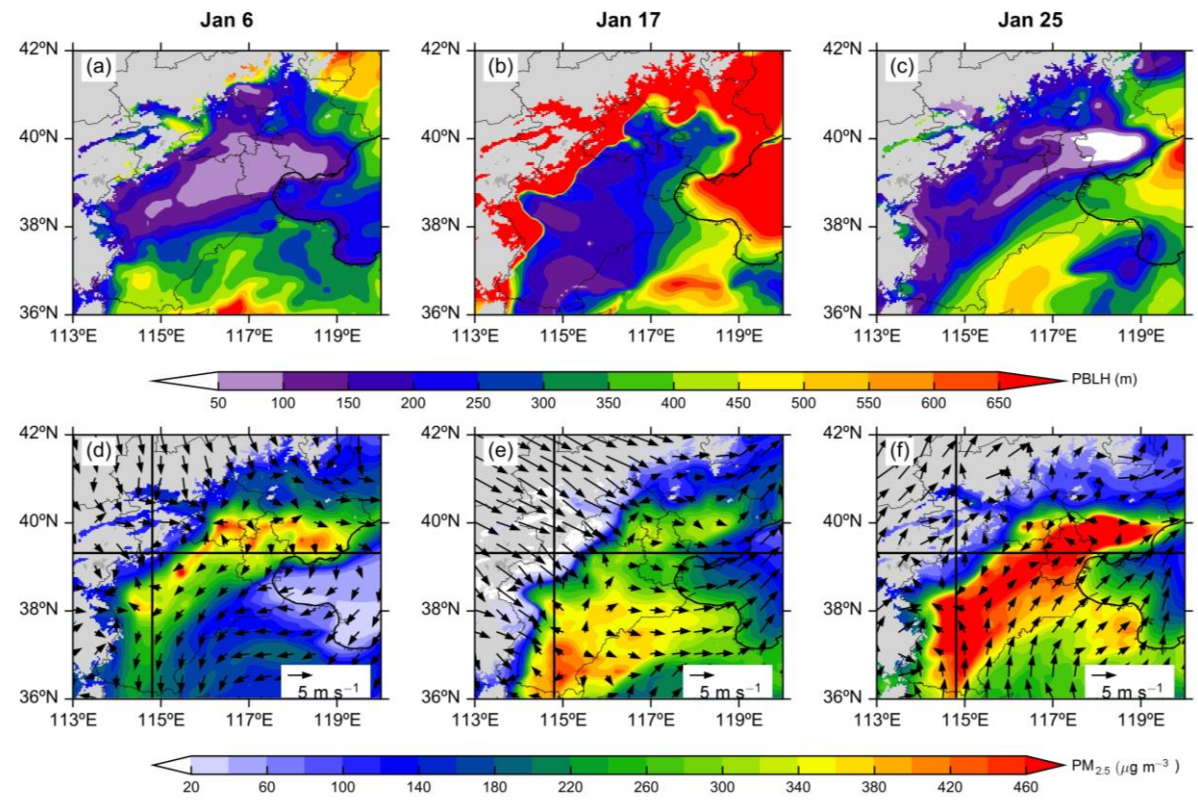 Jan 6 Jan 17 Jan 25
42ºN 42ºN 42ºN
(a) (b) (c)
40ºN 40ºN 40ºN
38ºN 38ºN 38ºN
36ºN 36ºN 36ºN
113ºE 115ºE 117ºE 119ºE 113ºE 115ºE 117ºE 119ºE 113ºE 115ºE 117ºE 119ºE
PBLH (m)
50 100 150 200 250 300 350 400 450 500 550 600 650
42ºN 42ºN 42ºN
(d) (e) (f)
40ºN 40ºN 40ºN
38ºN 38ºN 38ºN
5 m s⁻¹ 5 m s⁻¹ 5 m s⁻¹
36ºN 36ºN 36ºN
113ºE 115ºE 117ºE 119ºE 113ºE 115ºE 117ºE 119ºE 113ºE 115ºE 117ºE 119ºE
PM₂.₅ (µg m⁻³ )
20 60 100 140 180 220 260 300 340 380 420 460